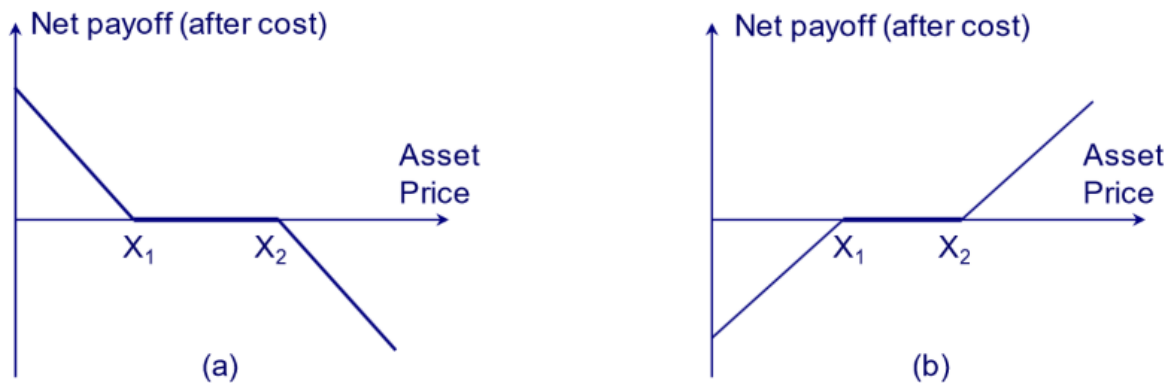 Net payoff (after cost)
Asset
Price
X₁
X₂
(a)
Net payoff (after cost)
Asset
Price
X₁
X₂
(b)